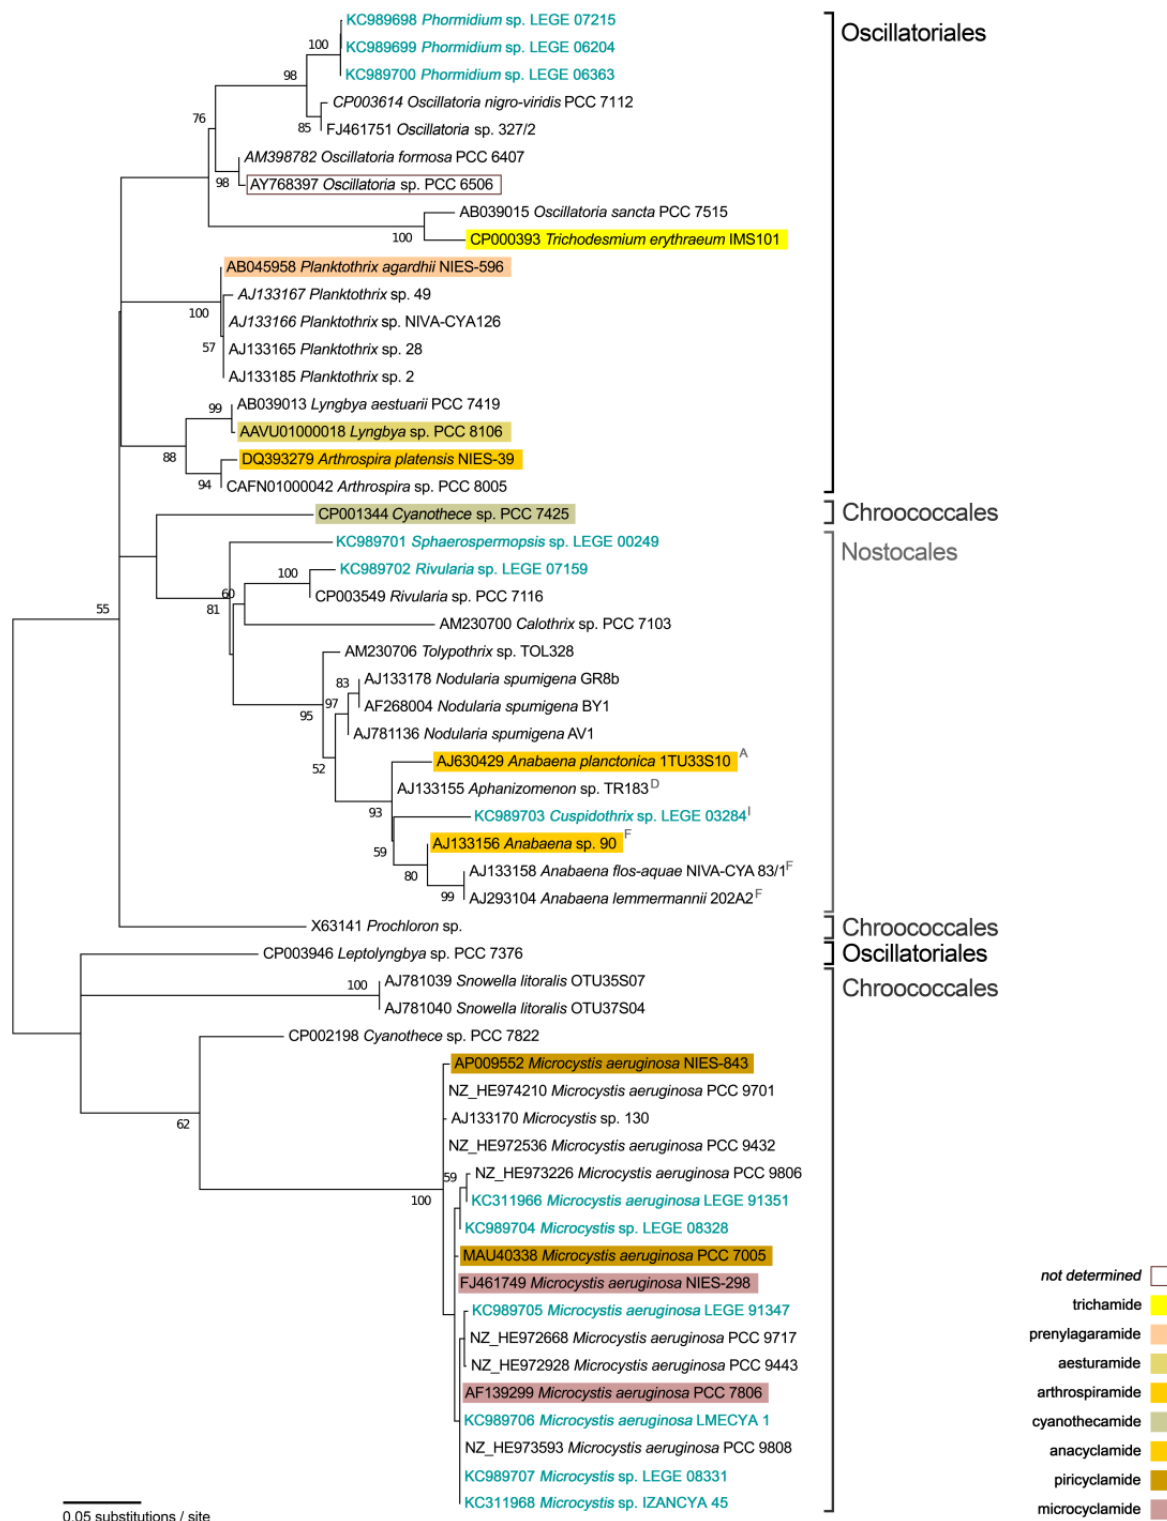 KC989698 Phormidium sp. LEGE 07215
100
KC989699 Phormidium sp. LEGE 06204
Oscillatoriales
98
KC989700 Phormidium sp. LEGE 06363
CP003614 Oscillatoria nigro-viridis PCC 7112
76
85
FJ461751 Oscillatoria sp. 327/2
AM398782 Oscillatoria formosa PCC 6407
98
AY768397 Oscillatoria sp. PCC 6506
AB039015 Oscillatoria sancta PCC 7515
100
CP000393 Trichodesmium erythraeum IMS101
AB045958 Planktothrix agardhii NIES-596
AJ133167 Planktothrix sp. 49
100
AJ133166 Planktothrix sp. NIVA-CYA126
57
AJ133165 Planktothrix sp. 28
AJ133185 Planktothrix sp. 2
99
AB039013 Lyngbya aestuarii PCC 7419
AAVU01000018 Lyngbya sp. PCC 8106
88
DQ393279 Arthrospira platensis NIES-39
94
CAFN01000042 Arthrospira sp. PCC 8005
CP001344 Cyanothece sp. PCC 7425
Chroococcales
KC989701 Sphaerospermopsis sp. LEGE 00249
Nostocales
100
KC989702 Rivularia sp. LEGE 07159
60
81
CP003549 Rivularia sp. PCC 7116
55
AM230700 Calothrix sp. PCC 7103
AM230706 Tolypothrix sp. TOL328
83
AJ133178 Nodularia spumigena GR8b
97
95
AF268004 Nodularia spumigena BY1
AJ781136 Nodularia spumigena AV1
52
AJ630429 Anabaena planctonica 1TU33S10 A
AJ133155 Aphanizomenon sp. TR183 D
93
KC989703 Cuspidothrix sp. LEGE 03284 I
59
AJ133156 Anabaena sp. 90 F
80
AJ133158 Anabaena flos-aquae NIVA-CYA 83/1 F
99
AJ293104 Anabaena lemmermannii 202A2 F
X63141 Prochloron sp.
Chroococcales
CP003946 Leptolyngbya sp. PCC 7376
Oscillatoriales
100
AJ781039 Snowella litoralis OTU35S07
Chroococcales
AJ781040 Snowella litoralis OTU37S04
CP002198 Cyanothece sp. PCC 7822
AP009552 Microcystis aeruginosa NIES-843
NZ_HE974210 Microcystis aeruginosa PCC 9701
62
AJ133170 Microcystis sp. 130
NZ_HE972536 Microcystis aeruginosa PCC 9432
59
NZ_HE973226 Microcystis aeruginosa PCC 9806
100
KC311966 Microcystis aeruginosa LEGE 91351
KC989704 Microcystis sp. LEGE 08328
MAU40338 Microcystis aeruginosa PCC 7005
FJ461749 Microcystis aeruginosa NIES-298
KC989705 Microcystis aeruginosa LEGE 91347
NZ_HE972668 Microcystis aeruginosa PCC 9717
NZ_HE972928 Microcystis aeruginosa PCC 9443
AF139299 Microcystis aeruginosa PCC 7806
KC989706 Microcystis aeruginosa LMECYA 1
NZ_HE973593 Microcystis aeruginosa PCC 9808
KC989707 Microcystis sp. LEGE 08331
KC311968 Microcystis sp. IZANCYA 45
0.05 substitutions / site
not determined
trichamide
prenylagaramide
aesturamide
arthrospiramide
cyanothecamide
anacyclamide
piricyclamide
microcyclamide